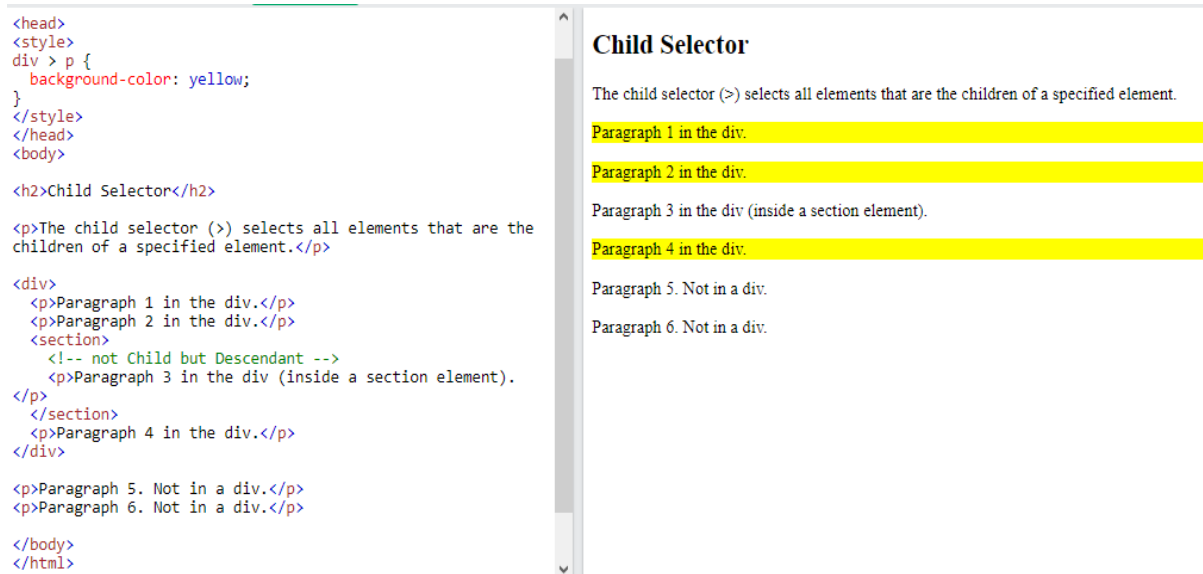 <head>
<style>
div > p {
  background-color: yellow;
}
</style>
</head>
<body>

<h2>Child Selector</h2>

<p>The child selector (>) selects all elements that are the
children of a specified element.</p>

<div>
  <p>Paragraph 1 in the div.</p>
  <p>Paragraph 2 in the div.</p>
  <section>
    <!-- not Child but Descendant -->
    <p>Paragraph 3 in the div (inside a section element).
</p>
  </section>
  <p>Paragraph 4 in the div.</p>
</div>

<p>Paragraph 5. Not in a div.</p>
<p>Paragraph 6. Not in a div.</p>

</body>
</html>
Child Selector
The child selector (>) selects all elements that are the children of a specified element.
Paragraph 1 in the div.
Paragraph 2 in the div.
Paragraph 3 in the div (inside a section element).
Paragraph 4 in the div.
Paragraph 5. Not in a div.
Paragraph 6. Not in a div.